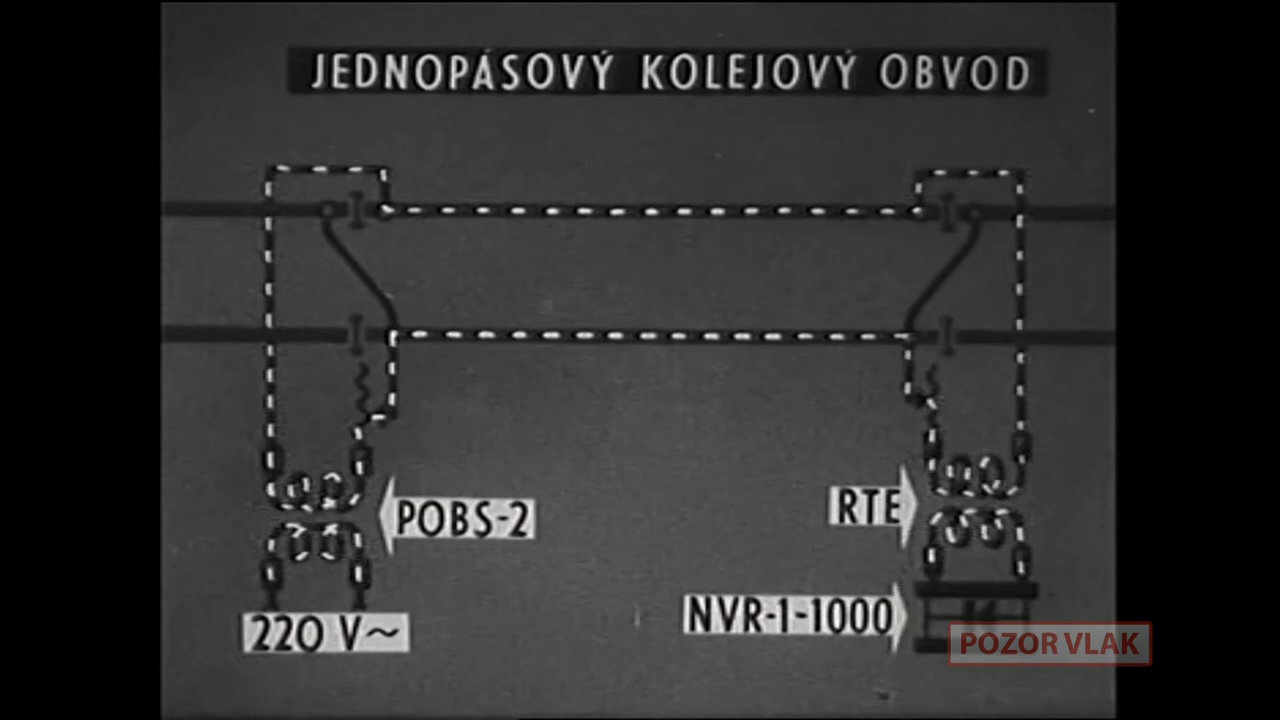 JEDNOPÁSOVÝ KOLEJOVÝ OBVOD
POBS-2
RTE
220 V~
NVR-1-1000
POZOR VLAK